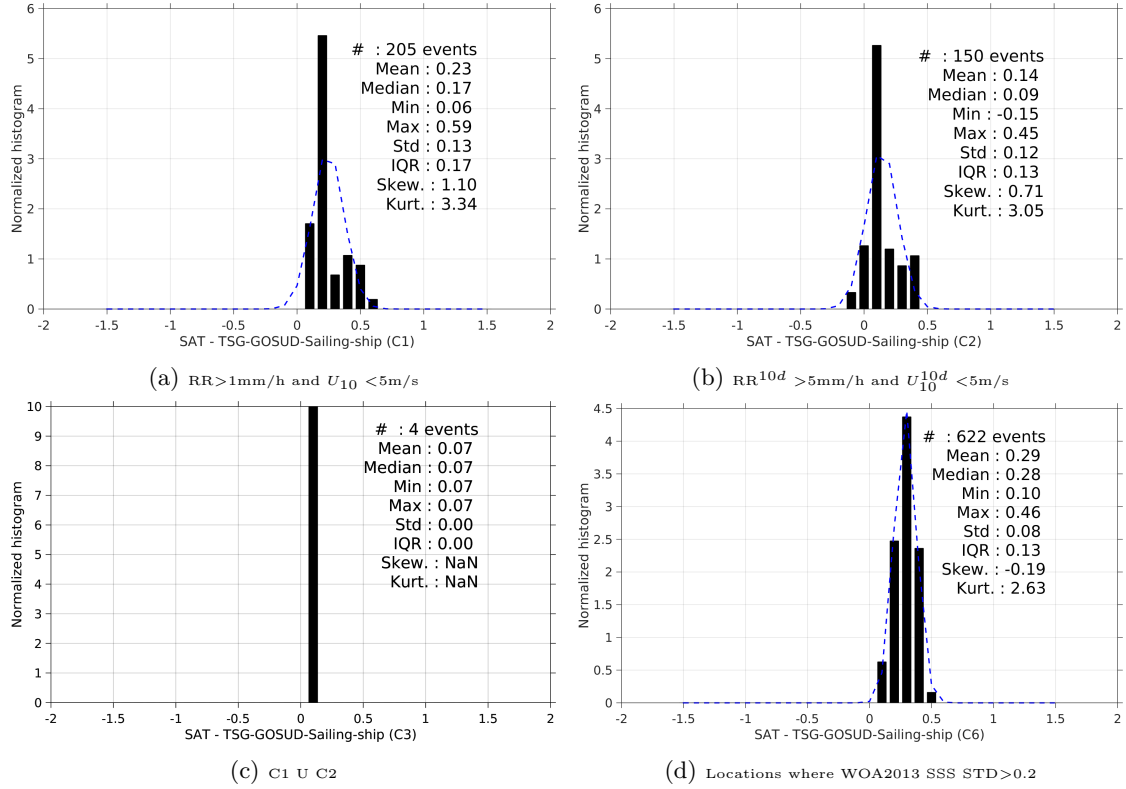 6
5
4
3
2
1
0
Normalized histogram
# : 205 events
Mean : 0.23
Median : 0.17
Min : 0.06
Max : 0.59
Std : 0.13
IQR : 0.17
Skew. : 1.10
Kurt. : 3.34
-2 -1.5 -1 -0.5 0 0.5 1 1.5 2
SAT - TSG-GOSUD-Sailing-ship (C1)
(a) RR>1mm/h and U10 <5m/s
6
5
4
3
2
1
0
Normalized histogram
# : 150 events
Mean : 0.14
Median : 0.09
Min : -0.15
Max : 0.45
Std : 0.12
IQR : 0.13
Skew. : 0.71
Kurt. : 3.05
-2 -1.5 -1 -0.5 0 0.5 1 1.5 2
SAT - TSG-GOSUD-Sailing-ship (C2)
(b) RR^10d >5mm/h and U_10^10d <5m/s
10
9
8
7
6
5
4
3
2
1
0
Normalized histogram
# : 4 events
Mean : 0.07
Median : 0.07
Min : 0.07
Max : 0.07
Std : 0.00
IQR : 0.00
Skew. : NaN
Kurt. : NaN
-2 -1.5 -1 -0.5 0 0.5 1 1.5 2
SAT - TSG-GOSUD-Sailing-ship (C3)
(c) C1 U C2
4.5
4
3.5
3
2.5
2
1.5
1
0.5
0
Normalized histogram
# : 622 events
Mean : 0.29
Median : 0.28
Min : 0.10
Max : 0.46
Std : 0.08
IQR : 0.13
Skew. : -0.19
Kurt. : 2.63
-2 -1.5 -1 -0.5 0 0.5 1 1.5 2
SAT - TSG-GOSUD-Sailing-ship (C6)
(d) Locations where WOA2013 SSS STD>0.2